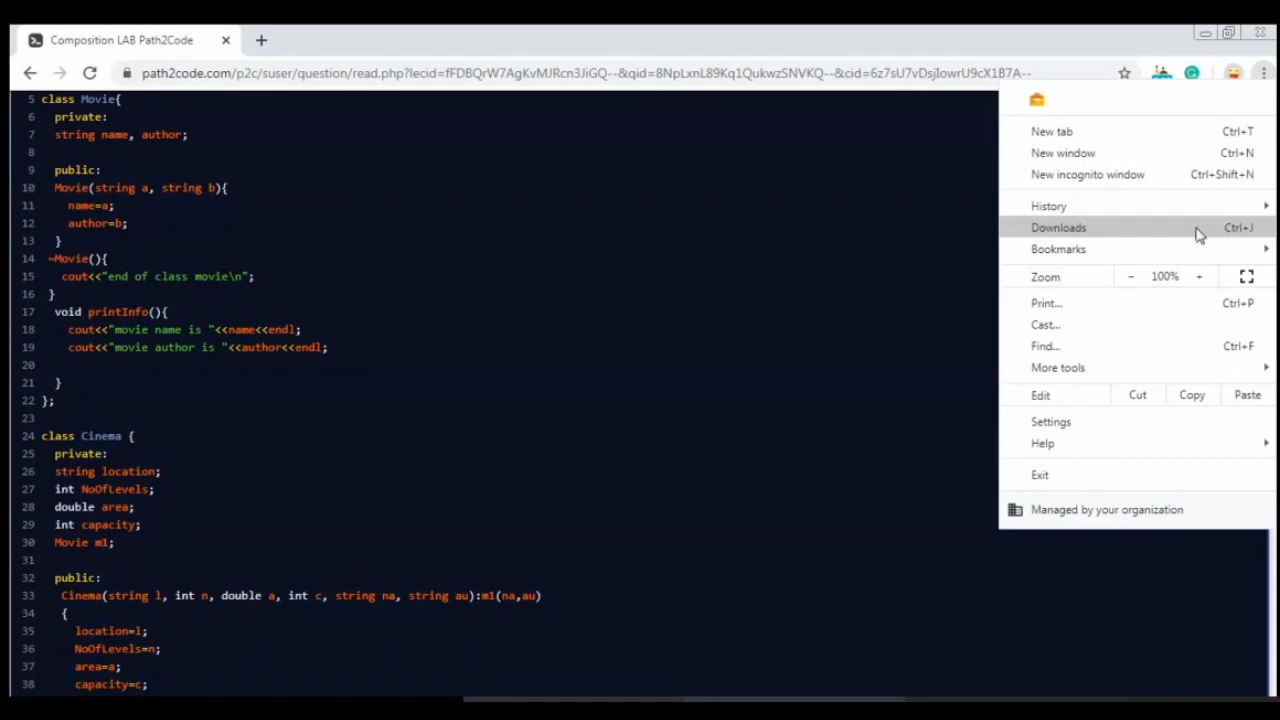 Composition LAB Path2Code
path2code.com/p2c/suser/question/read.php?lecid=fFDBQrW7AgKvMJRcn3JiGQ--&qid=8NpLxnL89Kq1QukwzSNVKQ--&cid=6z7sU7vDsjIowrU9cX1B7A--
5 class Movie{
6 private:
7 string name, author;
8
9 public:
10 Movie(string a, string b){
11 name=a;
12 author=b;
13 }
14 ~Movie(){
15 cout<<"end of class movie\n";
16 }
17 void printInfo(){
18 cout<<"movie name is "<<name<<endl;
19 cout<<"movie author is "<<author<<endl;
20
21 }
22 };
23
24 class Cinema {
25 private:
26 string location;
27 int NoOfLevels;
28 double area;
29 int capacity;
30 Movie m1;
31
32 public:
33 Cinema(string l, int n, double a, int c, string na, string au):m1(na,au)
34 {
35 location=l;
36 NoOfLevels=n;
37 area=a;
38 capacity=c;
New tab Ctrl+T
New window Ctrl+N
New incognito window Ctrl+Shift+N
History
Downloads Ctrl+J
Bookmarks
Zoom - 100% +
Print... Ctrl+P
Cast...
Find... Ctrl+F
More tools
Edit Cut Copy Paste
Settings
Help
Exit
Managed by your organization